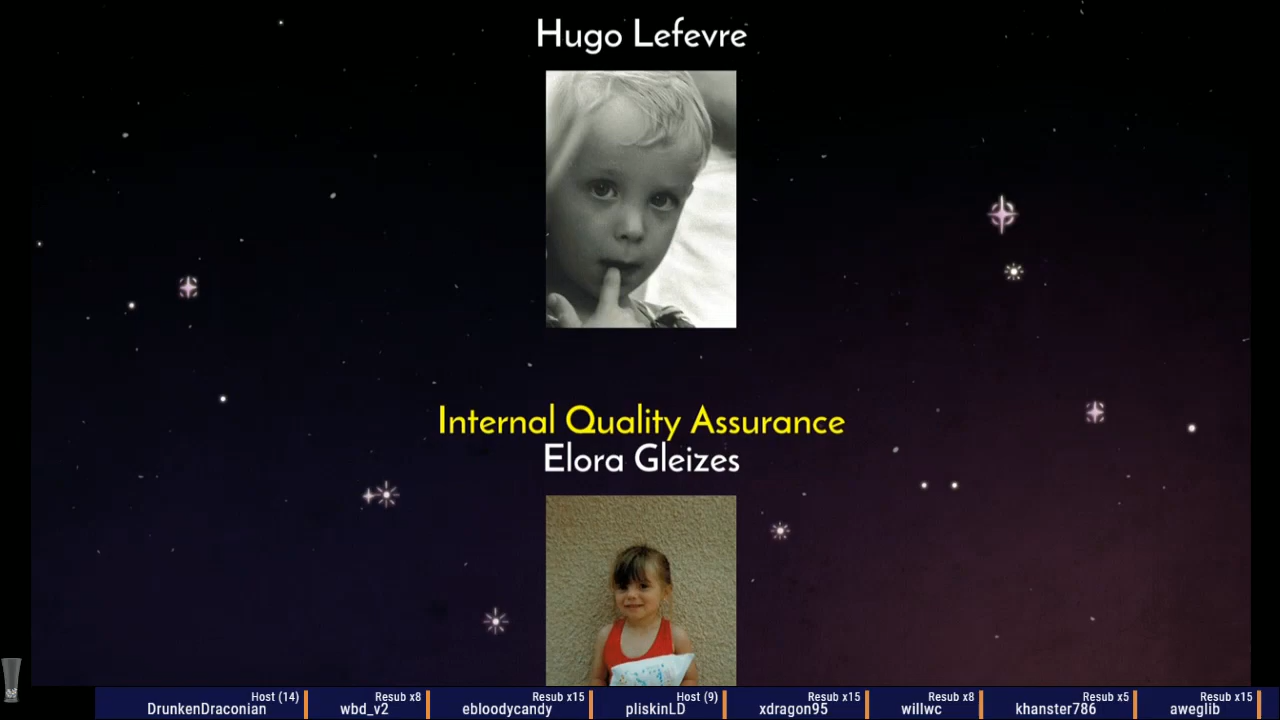 Hugo Lefevre
Internal Quality Assurance
Elora Gleizes
Host (14)
DrunkenDraconian
Resub x8
wbd_v2
Resub x15
ebloodycandy
Host (9)
pliskinLD
Resub x15
xdragon95
Resub x8
willwc
Resub x5
khanster786
Resub x15
aweglib